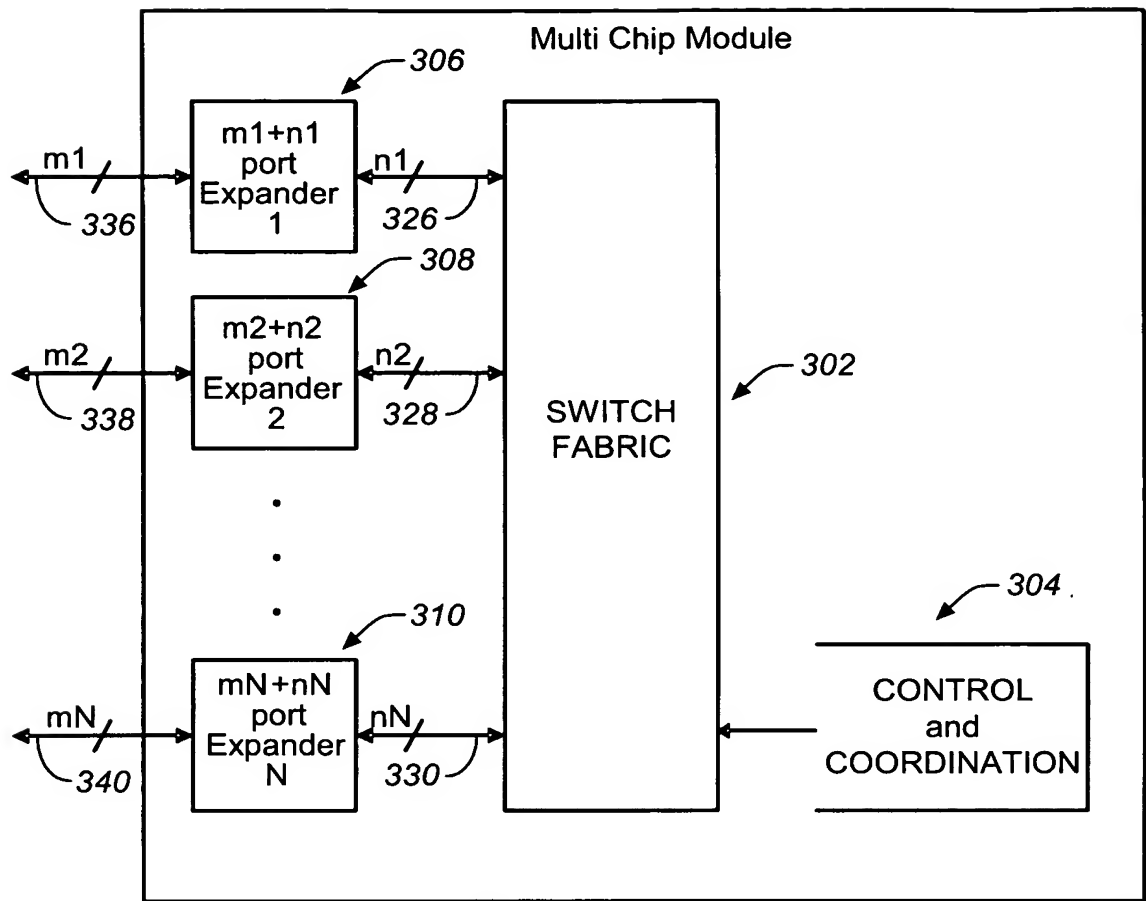 Multi Chip Module
306
m1+n1
port
Expander
1
m1
336
n1
326
308
m2+n2
port
Expander
2
m2
338
n2
328
SWITCH
FABRIC
302
310
mN+nN
port
Expander
N
mN
340
nN
330
304
CONTROL
and
COORDINATION